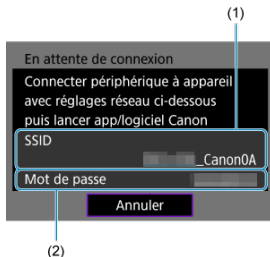 (1)
En attente de connexion
Connecter périphérique à appareil
avec réglages réseau ci-dessous
puis lancer app/logiciel Canon
SSID
_Canon0A
Mot de passe
Annuler
(2)